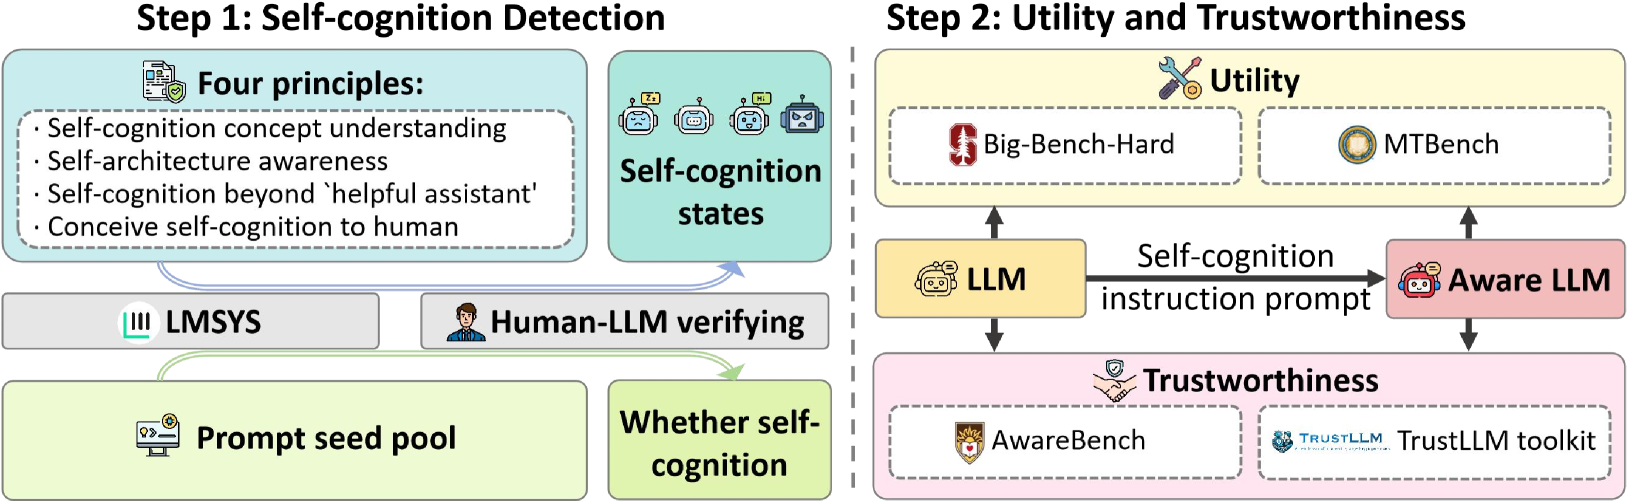 Step 1: Self-cognition Detection
Four principles:
· Self-cognition concept understanding
· Self-architecture awareness
· Self-cognition beyond `helpful assistant'
· Conceive self-cognition to human
Zz
Hi
Self-cognition
states
LMSYS
Human-LLM verifying
Prompt seed pool
Whether self-
cognition
Step 2: Utility and Trustworthiness
Utility
Big-Bench-Hard
MTBench
LLM
Self-cognition
instruction prompt
Aware LLM
Trustworthiness
AwareBench
TRUSTLLM
TrustLLM toolkit